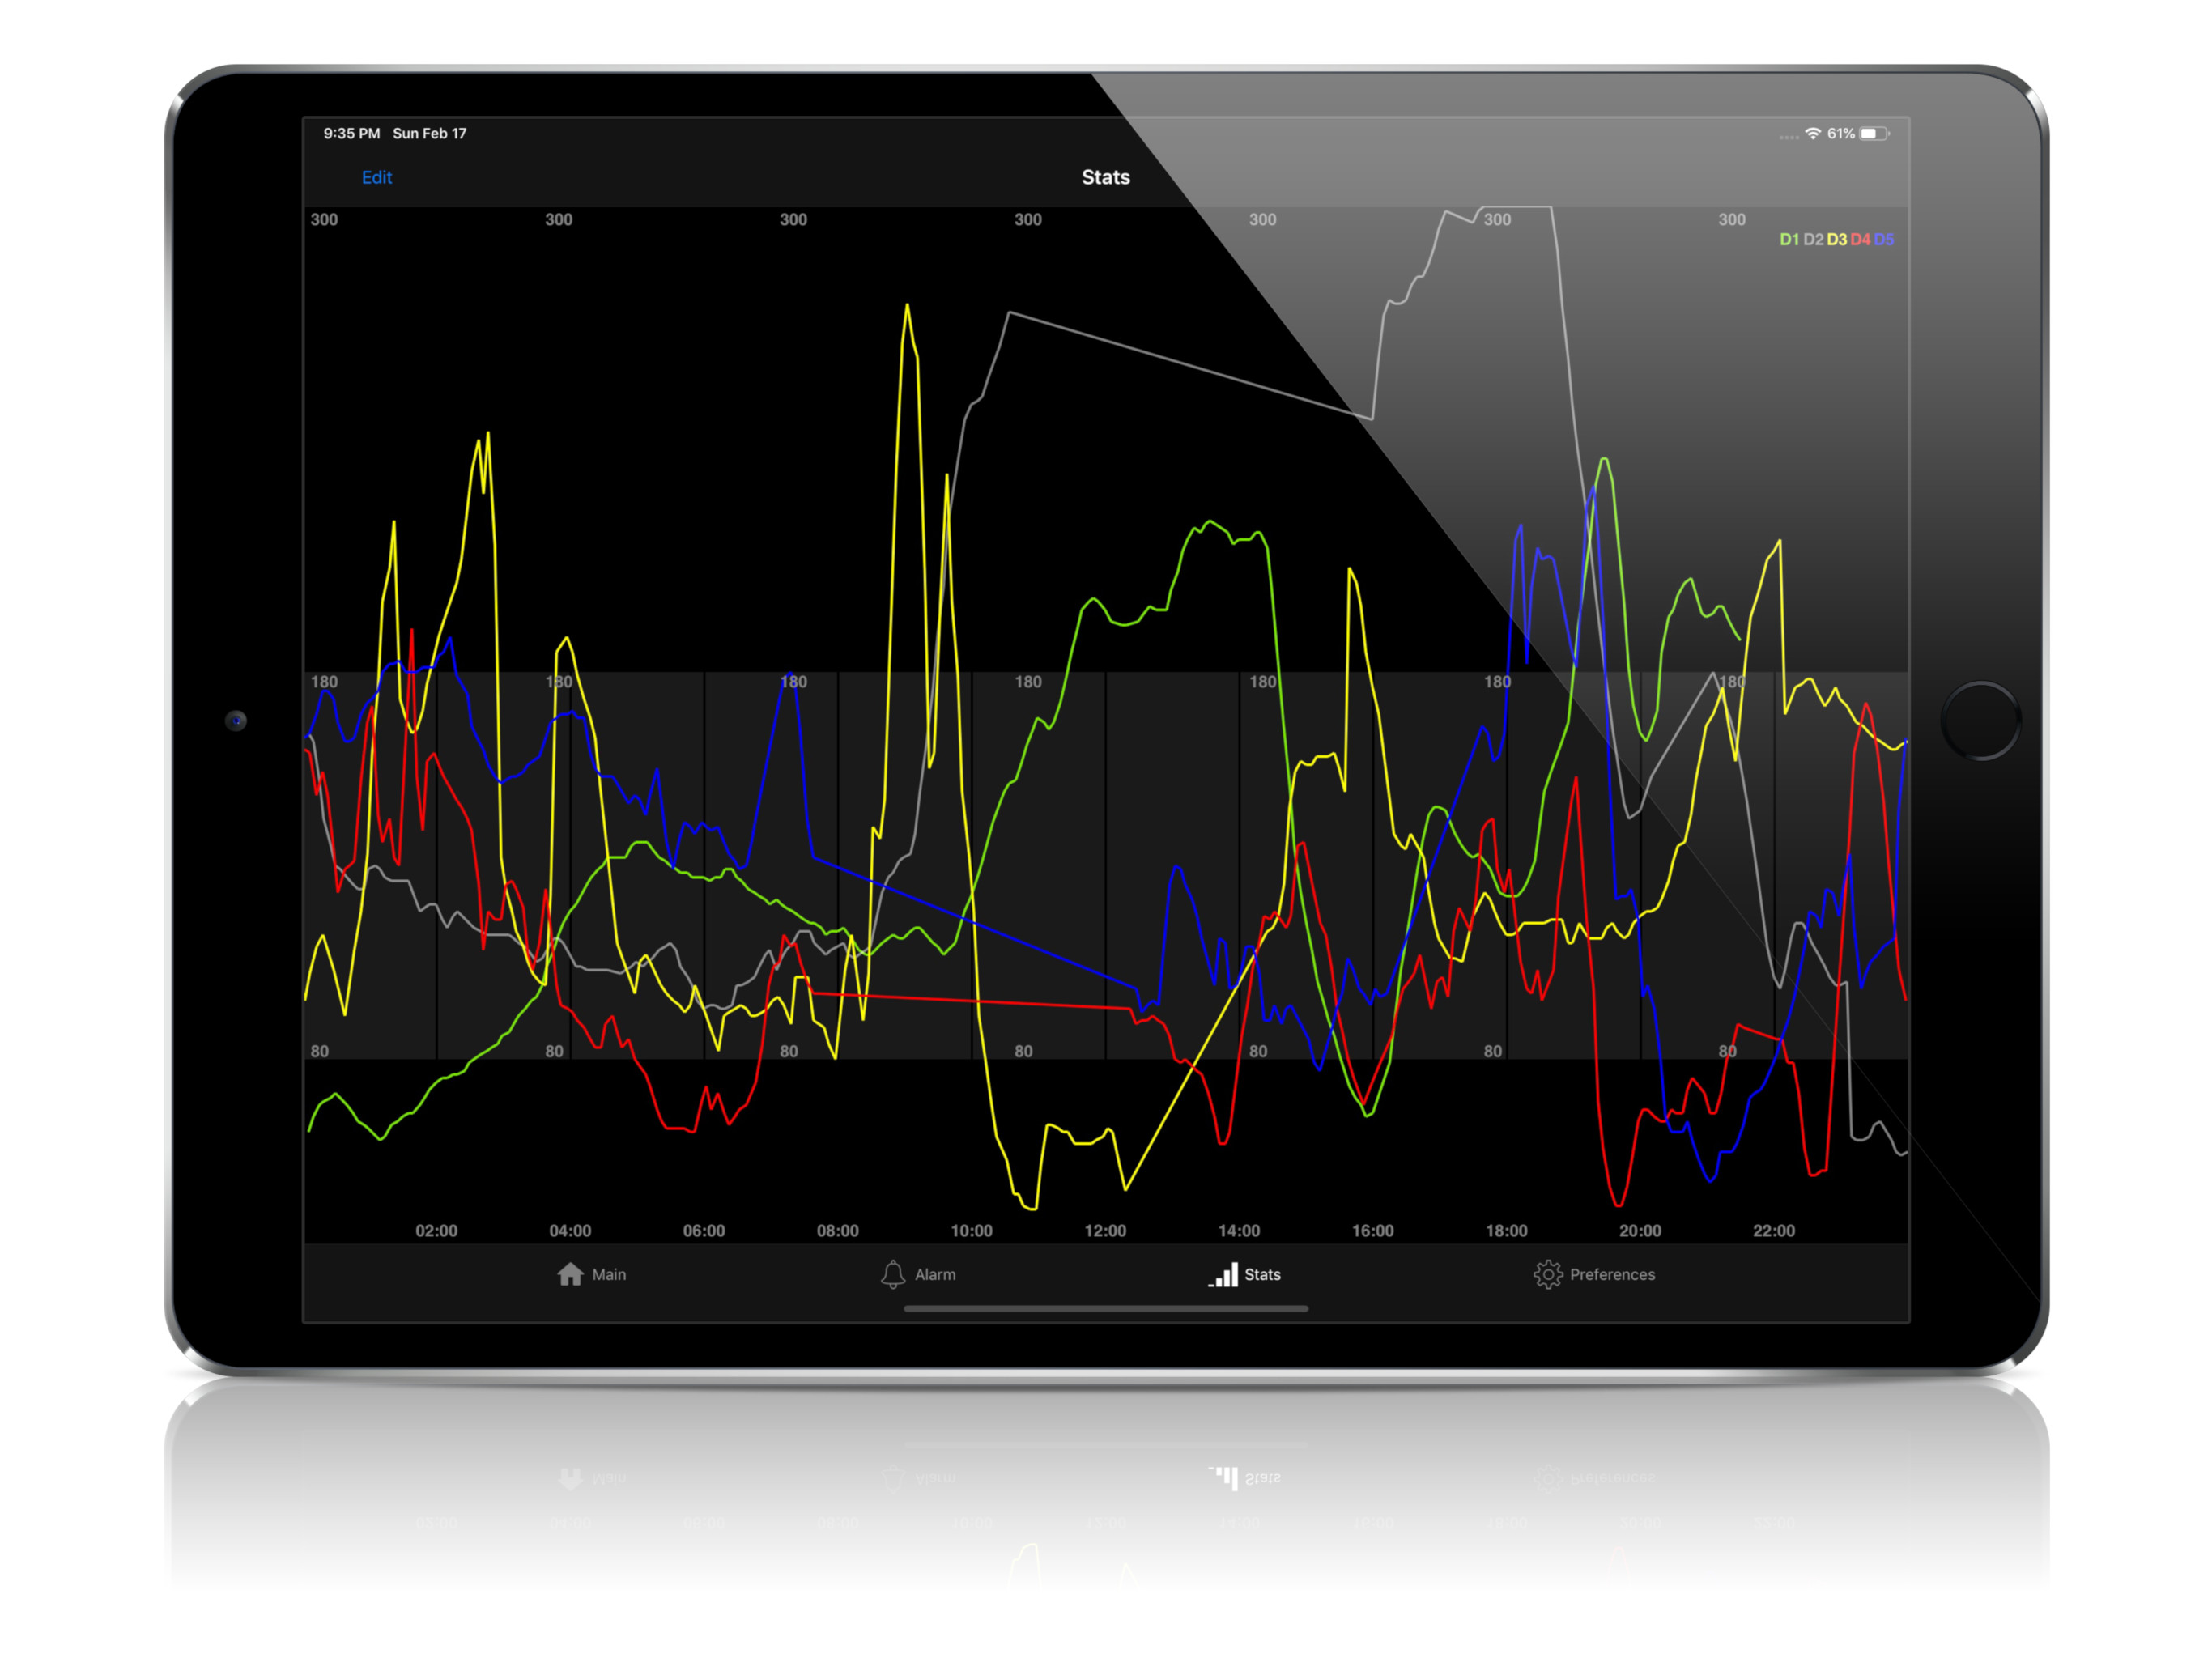 9:35 PM Sun Feb 17 61%
Edit Stats
300 300 300 300 300 300 300
D1 D2 D3 D4 D5
180 180 180 180 180 180 180
80 80 80 80 80 80 80
02:00 04:00 06:00 08:00 10:00 12:00 14:00 16:00 18:00 20:00 22:00
Main Alarm Stats Preferences